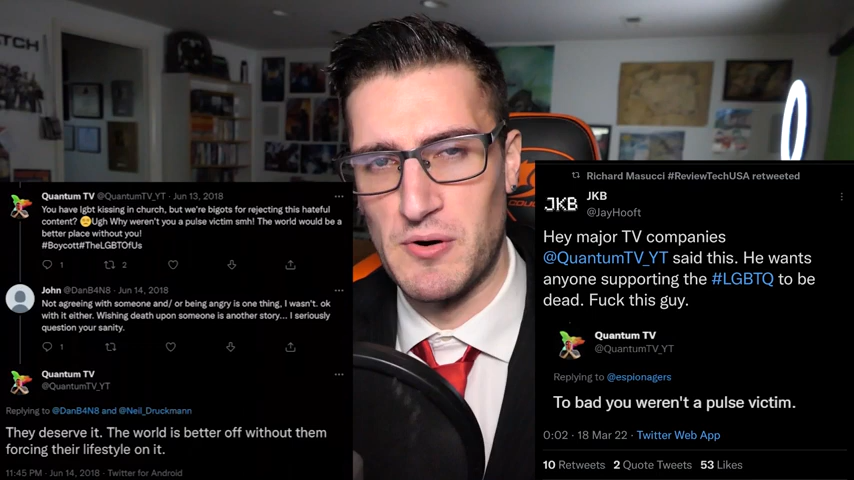 Quantum TV @QuantumTV_YT · Jun 13, 2018
You have lgbt kissing in church, but we're bigots for rejecting this hateful
content? Ugh Why weren't you a pulse victim smh! The world would be a
better place without you!
#Boycott#TheLGBTOfUs
1
2
John @DanB4N8 · Jun 14, 2018
Not agreeing with someone and/ or being angry is one thing, I wasn't. ok
with it either. Wishing death upon someone is another story... I seriously
question your sanity.
1
Quantum TV
@QuantumTV_YT
Replying to @DanB4N8 and @Neil_Druckmann
They deserve it. The world is better off without them
forcing their lifestyle on it.
11:45 PM · Jun 14, 2018 · Twitter for Android
Richard Masucci #ReviewTechUSA retweeted
JKB
JKB
@JayHooft
Hey major TV companies
@QuantumTV_YT said this. He wants
anyone supporting the #LGBTQ to be
dead. Fuck this guy.
Quantum TV
@QuantumTV_YT
Replying to @espionagers
To bad you weren't a pulse victim.
0:02 · 18 Mar 22 · Twitter Web App
10 Retweets 2 Quote Tweets 53 Likes